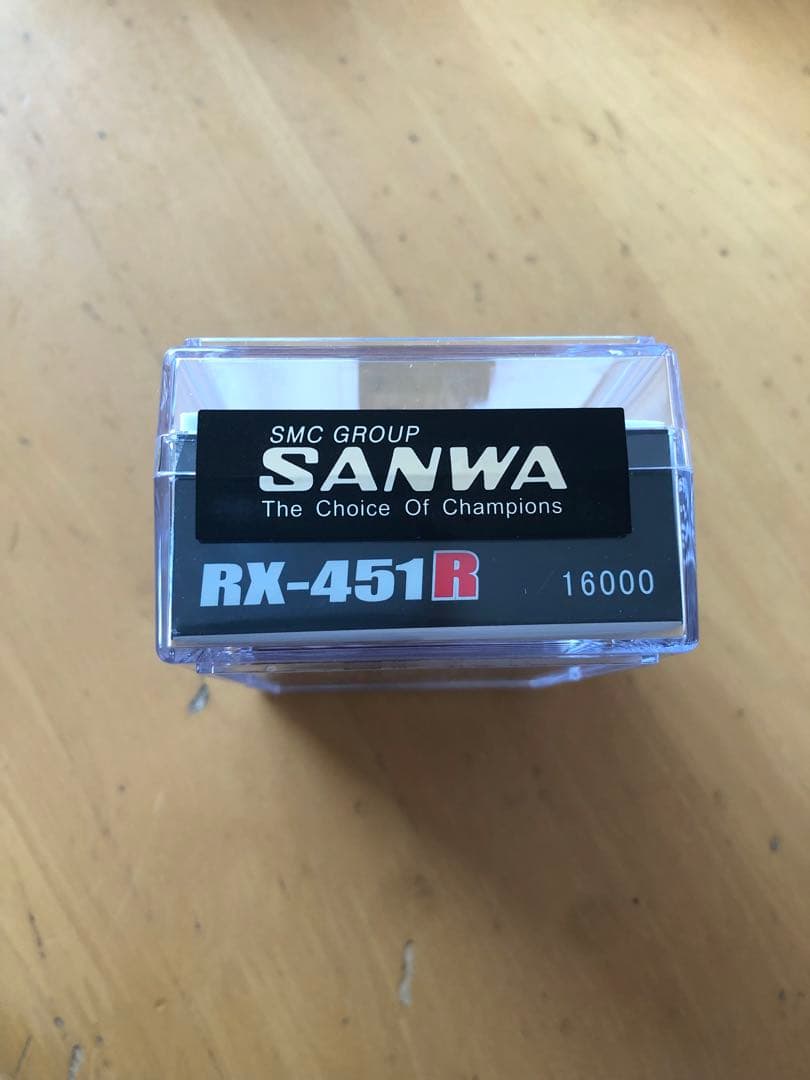 SMC GROUP
SANWA
The Choice Of Champions
RX-451R 16000